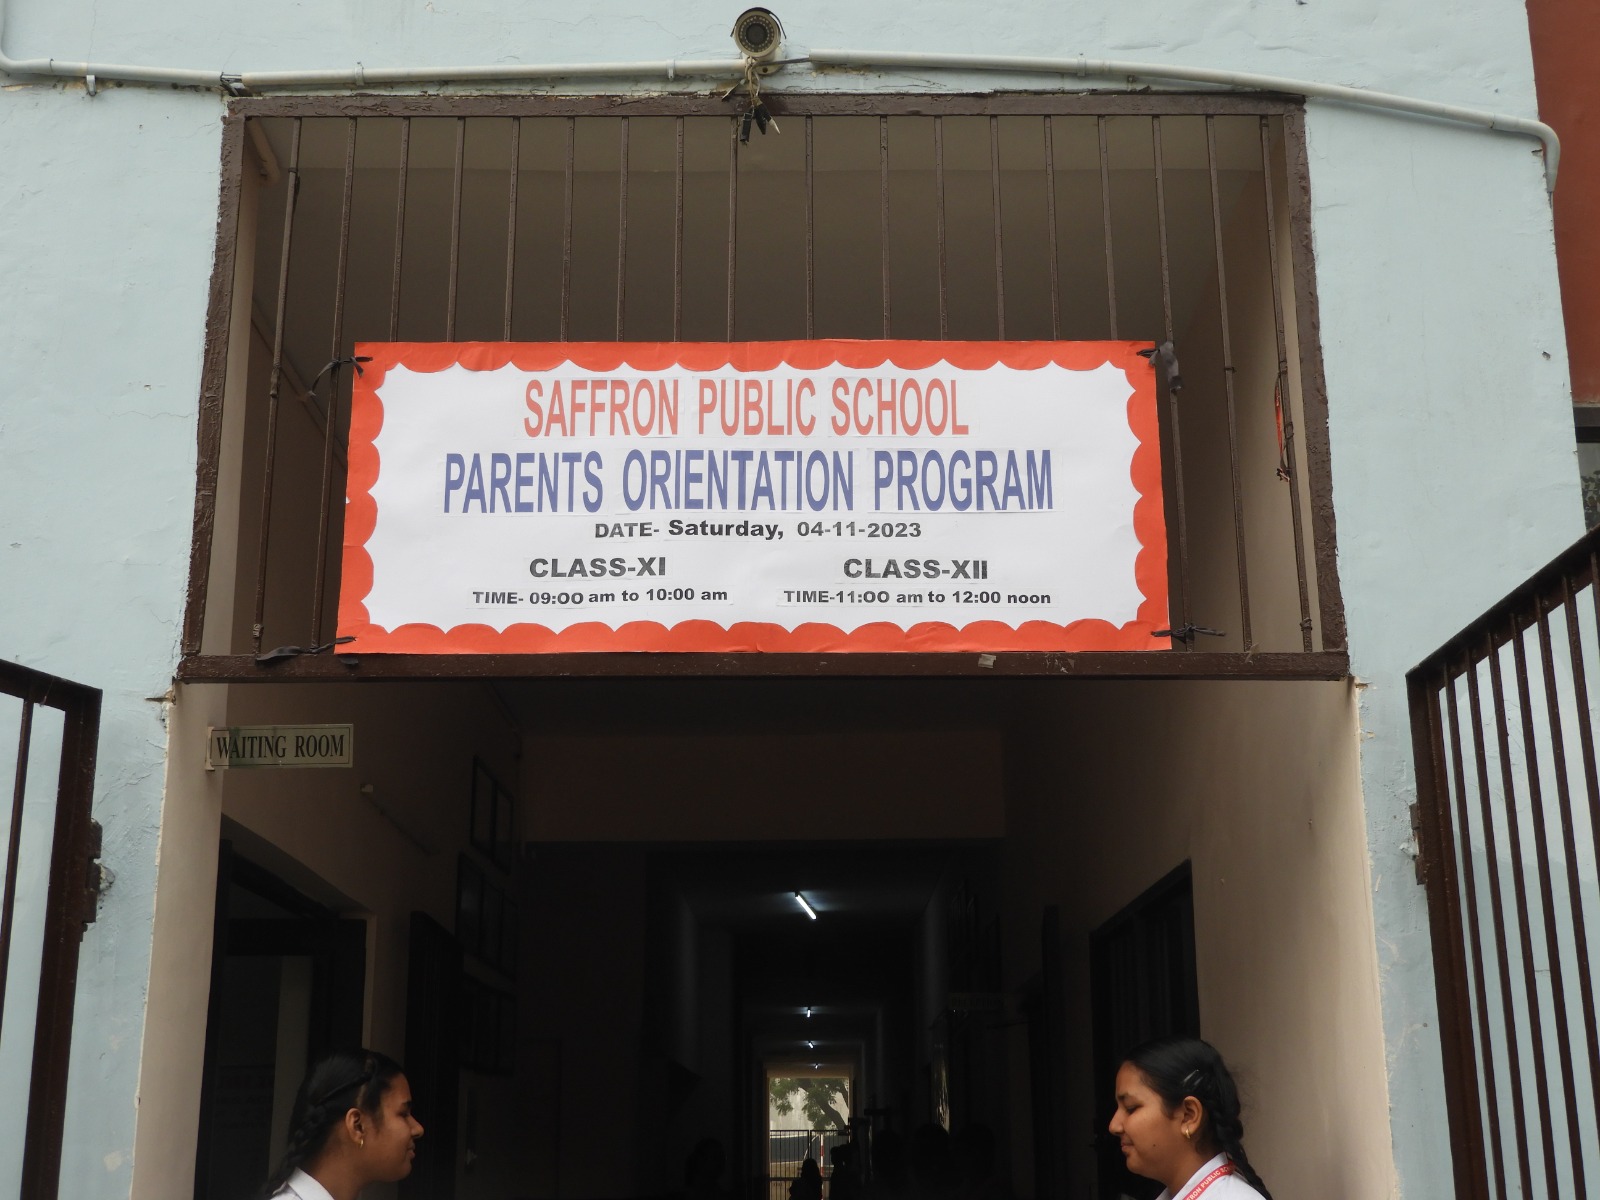 SAFFRON PUBLIC SCHOOL
PARENTS ORIENTATION PROGRAM
DATE- Saturday, 04-11-2023
CLASS-XI CLASS-XII
TIME- 09:00 am to 10:00 am TIME-11:00 am to 12:00 noon
WAITING ROOM